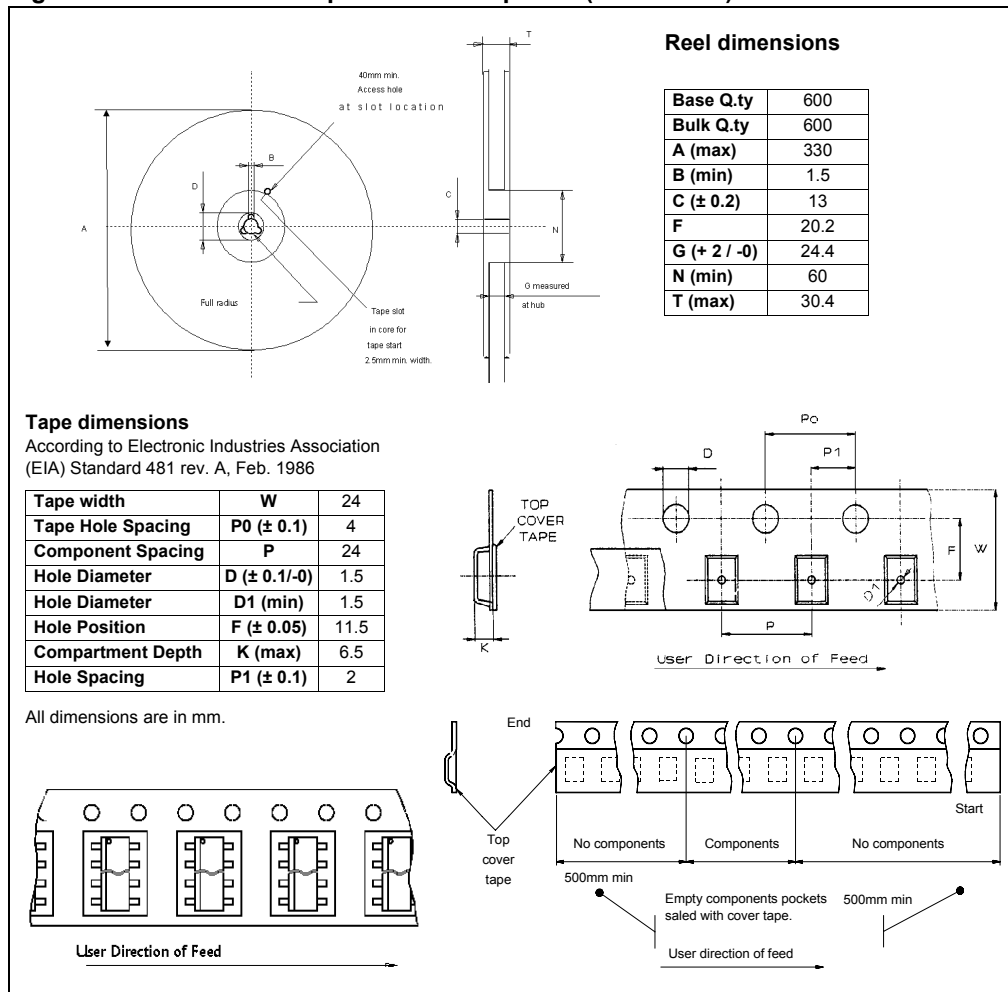 Reel dimensions
T
40mm min.
Access hole
at slot location
B
D
A
C
N
Full radius
Tape slot
in core for
tape start
2.5mm min. width.
G measured
at hub
Base Q.ty 600
Bulk Q.ty 600
A (max) 330
B (min) 1.5
C (± 0.2) 13
F 20.2
G (+ 2 / -0) 24.4
N (min) 60
T (max) 30.4
Tape dimensions
According to Electronic Industries Association
(EIA) Standard 481 rev. A, Feb. 1986
Tape width W 24
Tape Hole Spacing P0 (± 0.1) 4
Component Spacing P 24
Hole Diameter D (± 0.1/-0) 1.5
Hole Diameter D1 (min) 1.5
Hole Position F (± 0.05) 11.5
Compartment Depth K (max) 6.5
Hole Spacing P1 (± 0.1) 2
All dimensions are in mm.
Po
D
P1
TOP
COVER
TAPE
F
W
D1
K
P
User Direction of Feed
End
Start
Top
cover
tape
No components
Components
No components
500mm min
Empty components pockets
saled with cover tape.
500mm min
User direction of feed
User Direction of Feed